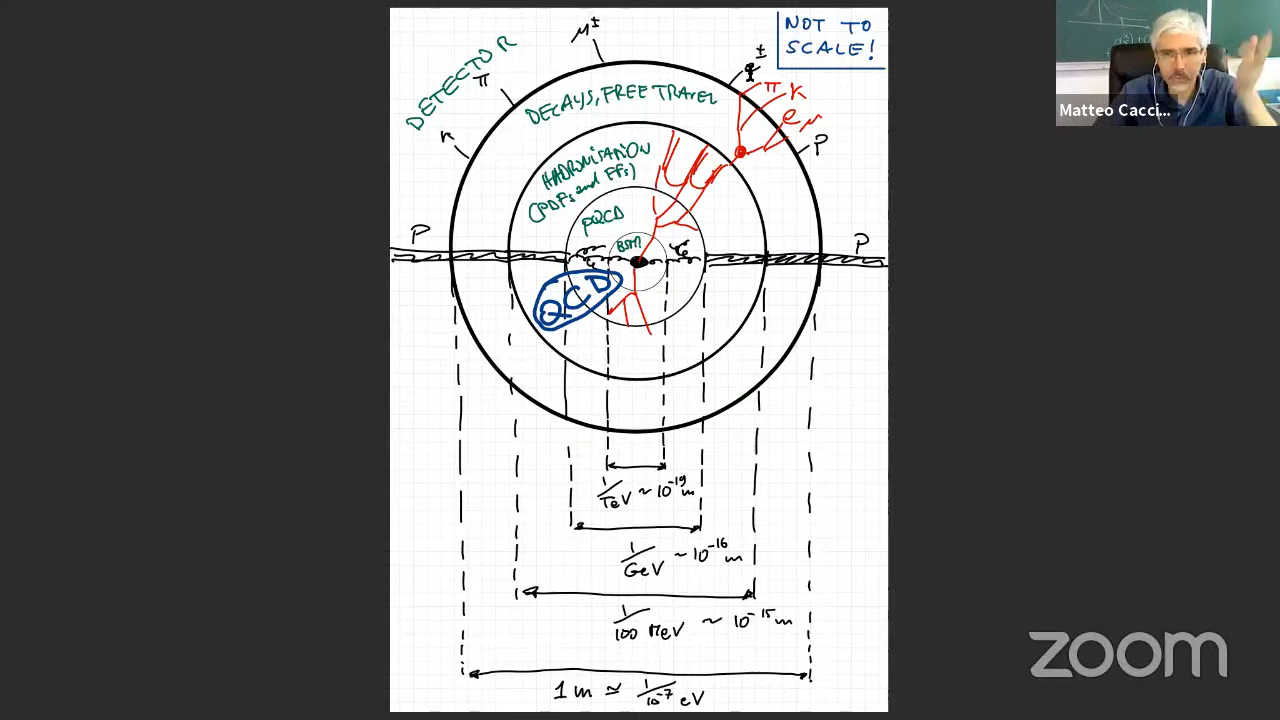 NOT TO
SCALE!
Matteo Cacci...
DETECTOR
π
μ±
e±
π
K
e
μ
P
K
DECAYS, FREE TRAVEL
HADRONISATION
(PDFs and FFs)
pQCD
BSM
P
P
QCD
1/TeV ~ 10⁻¹⁹ m
1/GeV ~ 10⁻¹⁶ m
1/100 MeV ~ 10⁻¹⁵ m
1 m ≃ 1/10⁻⁷ eV
zoom